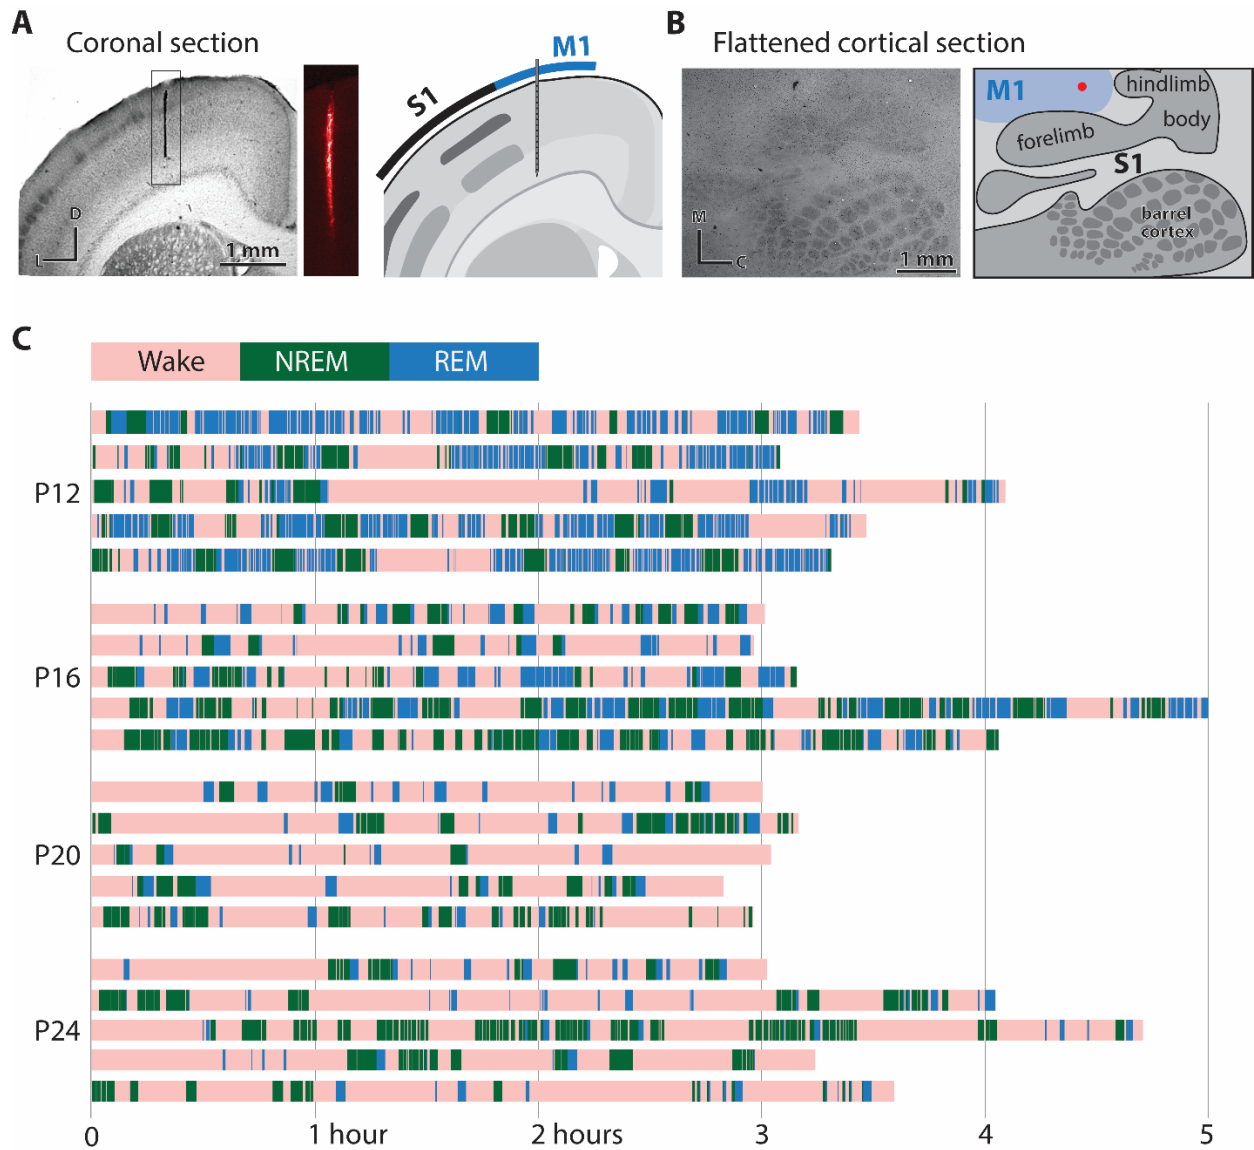 A
Coronal section
D
L
1 mm
S1
M1
B
Flattened cortical section
M
C
1 mm
M1
hindlimb
forelimb
body
S1
barrel
cortex
C
Wake NREM REM
P12
P16
P20
P24
0 1 hour 2 hours 3 4 5